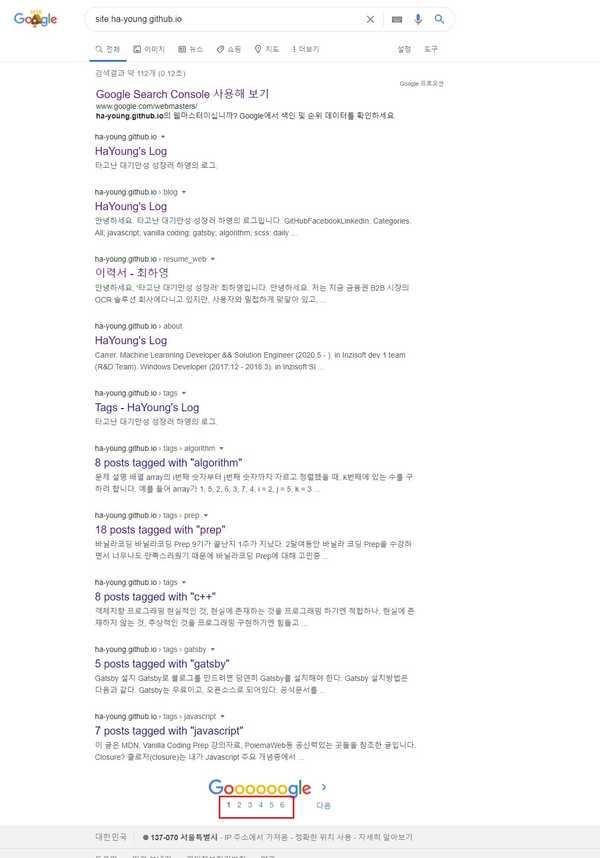 Google
site:ha-young.github.io
전체 이미지 뉴스 쇼핑 지도 더보기 설정 도구
검색결과 약 112개 (0.12초)
Google 프로모션
Google Search Console 사용해 보기
www.google.com/webmasters/
ha-young.github.io의 웹마스터이십니까? Google에서 색인 및 순위 데이터를 확인하세요.
ha-young.github.io
HaYoung's Log
타고난 대기만성 성장러 하영의 로그.
ha-young.github.io › blog
HaYoung's Log
안녕하세요. 타고난 대기만성 성장러 하영의 로그입니다. GitHubFacebookLinkedIn. Categories.
All; javascript; vanilla coding; gatsby; algorithm; scss; daily ...
ha-young.github.io › resume_web
이력서 - 최하영
안녕하세요, '타고난 대기만성 성장러' 최하영입니다. 안녕하세요. 저는 지금 금융권 B2B 시장의
OCR 솔루션 회사에다니고 있지만, 사용자와 밀접하게 맞닿아 있고, ...
ha-young.github.io › about
HaYoung's Log
Carrer. Machine Learnning Developer && Solution Engineer (2020.5 - ). in Inzisoft dev 1 team
(R&D Team). Windows Developer (2017.12 - 2018.3). in Inzisoft SI ...
ha-young.github.io › tags
Tags - HaYoung's Log
타고난 대기만성 성장러 하영의 로그.
ha-young.github.io › tags › algorithm
8 posts tagged with "algorithm"
문제 설명 배열 array의 i번째 숫자부터 j번째 숫자까지 자르고 정렬했을 때, k번째에 있는 수를 구
하려 합니다. 예를 들어 array가 1, 5, 2, 6, 3, 7, 4, i = 2, j = 5, k = 3 ...
ha-young.github.io › tags › prep
18 posts tagged with "prep"
바닐라코딩 바닐라코딩 Prep 9기가 끝난지 1주가 지났다. 2달여동안 바닐라 코딩 Prep을 수강하
면서 너무나도 만족스러웠기 때문에 바닐라코딩 Prep에 대해 고민중 ...
ha-young.github.io › tags
8 posts tagged with "c++"
객체지향 프로그래밍 현실적인 것, 현실에 존재하는 것을 프로그래밍 하기엔 적합하나, 현실에 존
재하지 않는 것, 추상적인 것을 프로그래밍 구현하기엔 힘들고 ...
ha-young.github.io › tags › gatsby
5 posts tagged with "gatsby"
Gatsby 설치 Gatsby로 블로그를 만드려면 당연히 Gatsby를 설치해야 한다. Gatsby 설치방법은
다음과 같다. Gatsby는 무료이고, 오픈소스로 되어있다. 공식문서를 ...
ha-young.github.io › tags › javascript
7 posts tagged with "javascript"
이 글은 MDN, Vanilla Coding Prep 강의자료, PoiemaWeb등 공신력있는 곳들을 참조한 글입니다.
Closure? 클로저(closure)는 내가 Javascript 주요 개념중에서 ...
Goooooogle
1 2 3 4 5 6 다음
대한민국 137-070 서울특별시 - IP 주소에서 가져옴 - 정확한 위치 사용 - 자세히 알아보기